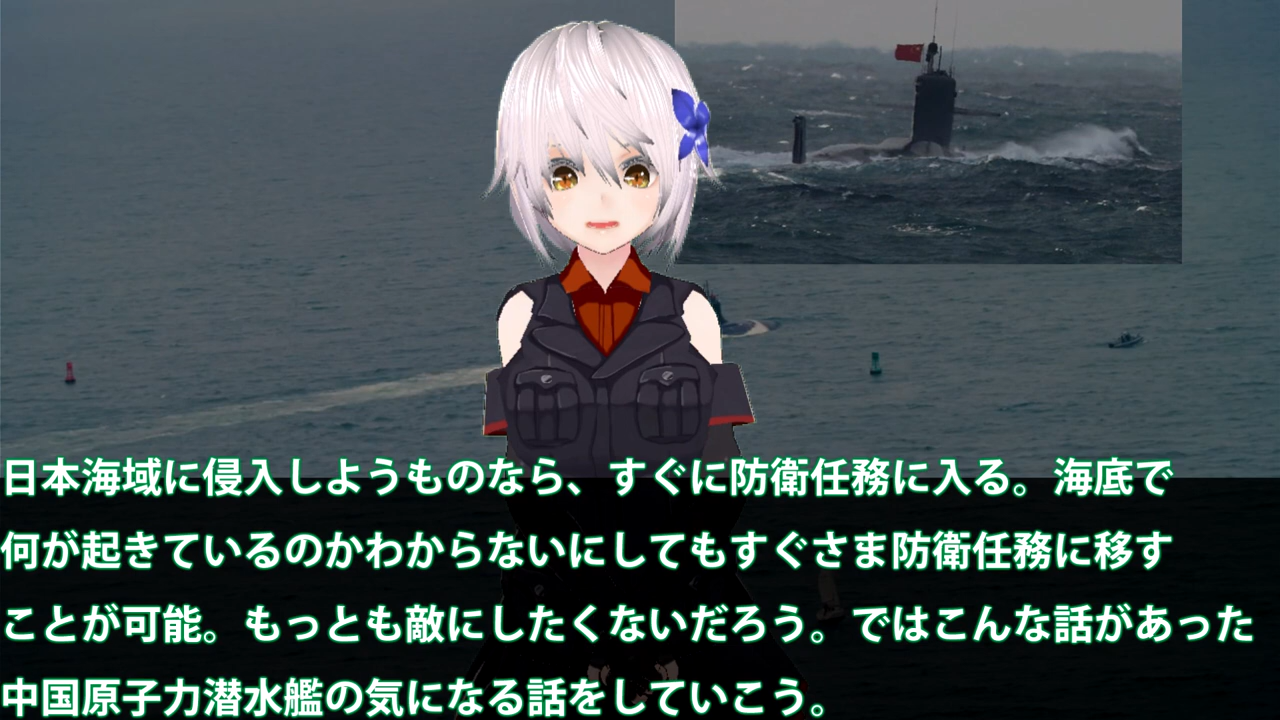 日本海域に侵入しようものなら、すぐに防衛任務に入る。海底で
何が起きているのかわからないにしてもすぐさま防衛任務に移す
ことが可能。もっとも敵にしたくないだろう。ではこんな話があった
中国原子力潜水艦の気になる話をしていこう。